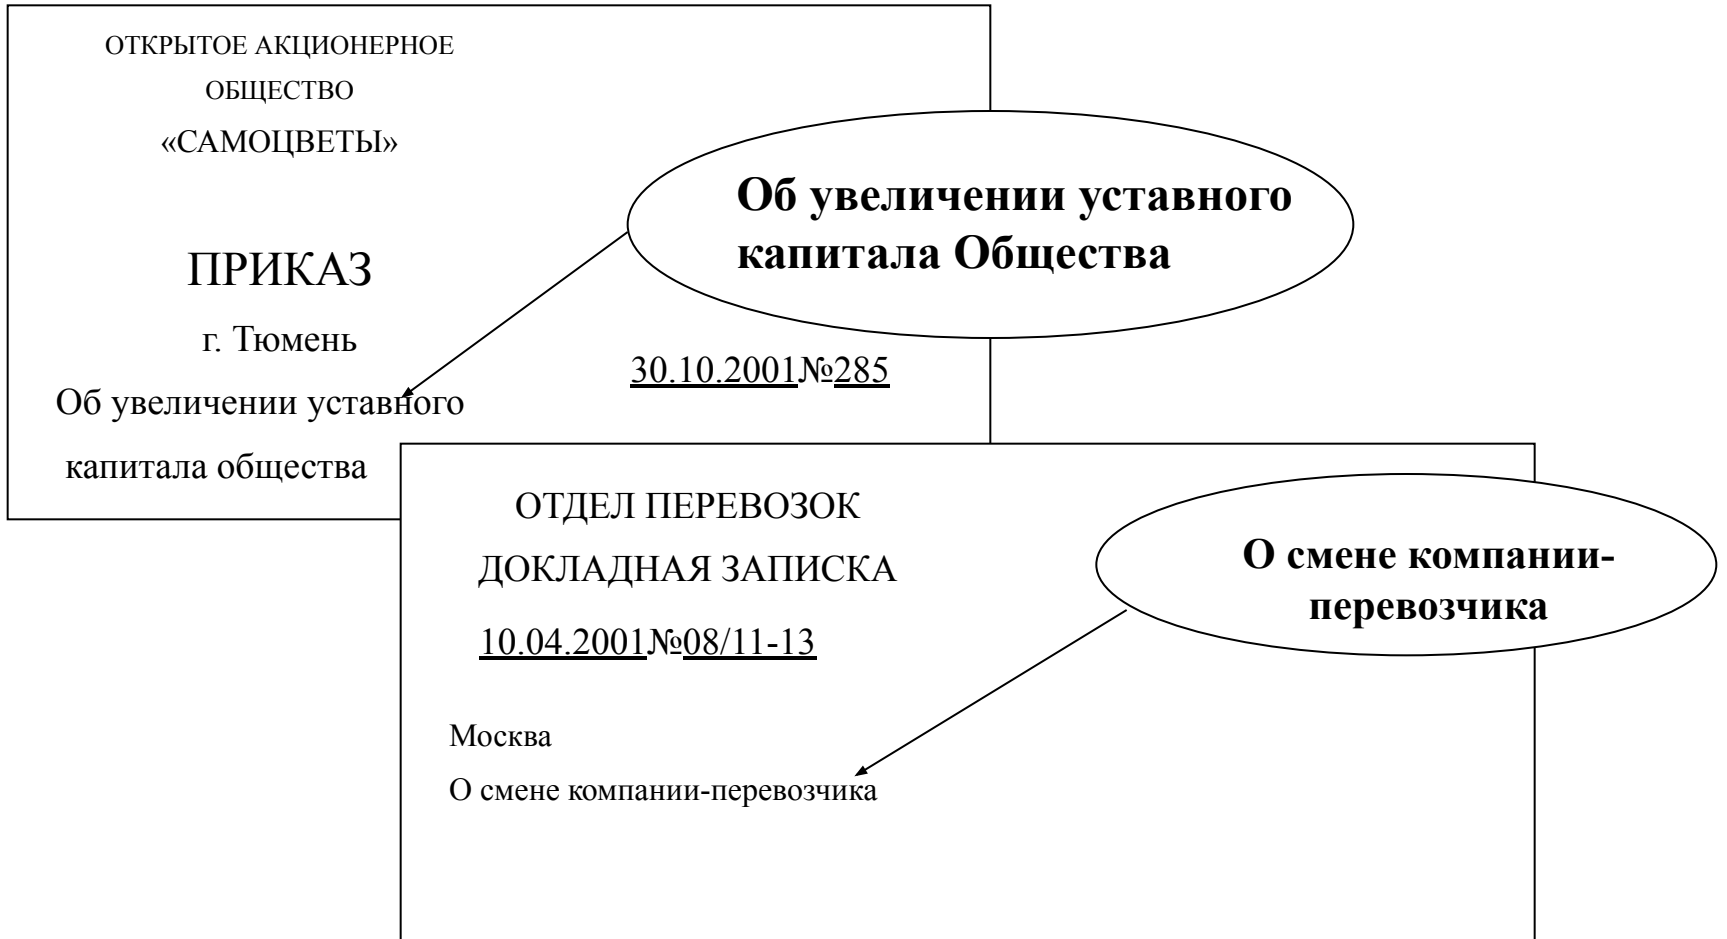 ОТКРЫТОЕ АКЦИОНЕРНОЕ
ОБЩЕСТВО
«САМОЦВЕТЫ»
ПРИКАЗ
г. Тюмень
30.10.2001№285
Об увеличении уставного
капитала общества
Об увеличении уставного
капитала Общества
ОТДЕЛ ПЕРЕВОЗОК
ДОКЛАДНАЯ ЗАПИСКА
10.04.2001№08/11-13
Москва
О смене компании-перевозчика
О смене компании-
перевозчика